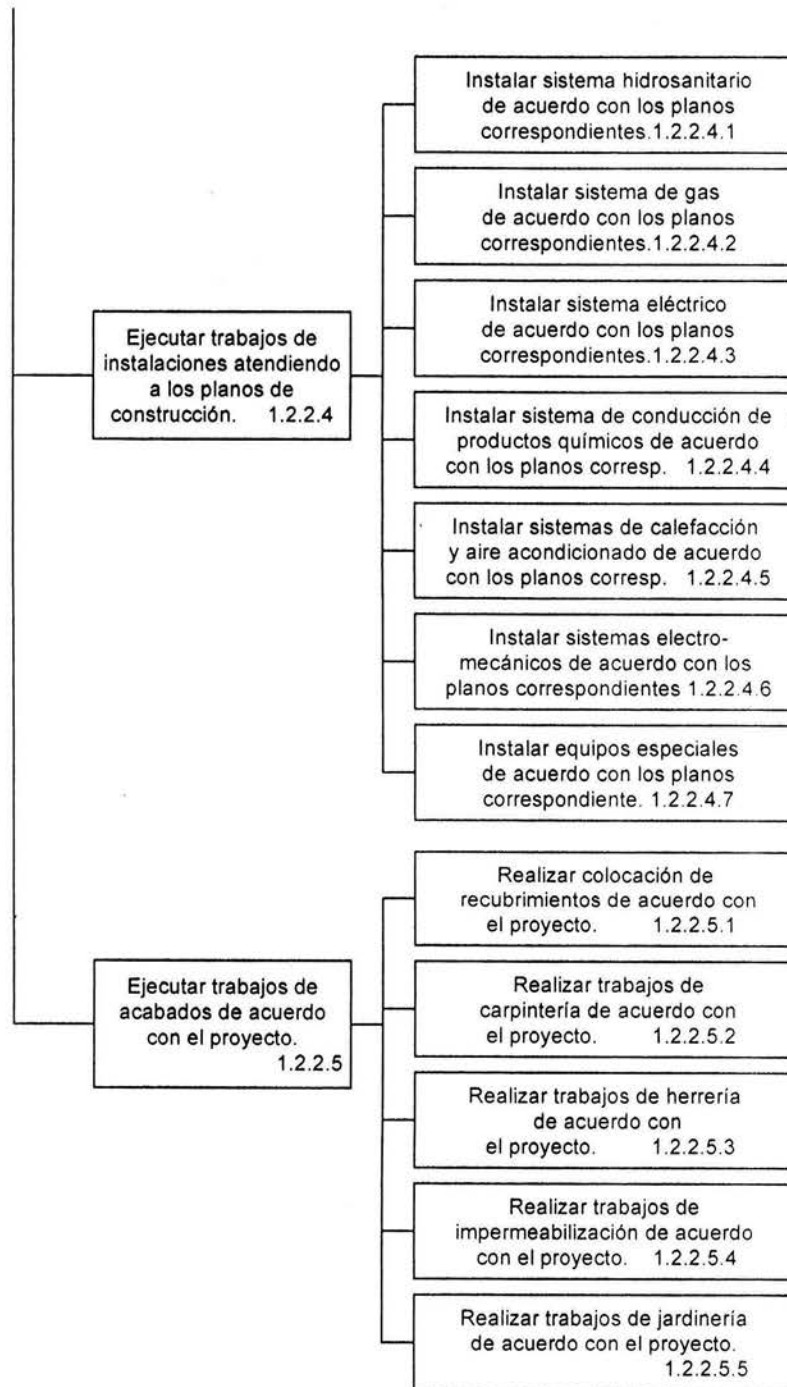 Instalar sistema hidrosanitario
de acuerdo con los planos
correspondientes.1.2.2.4.1
Instalar sistema de gas
de acuerdo con los planos
correspondientes.1.2.2.4.2
Instalar sistema eléctrico
de acuerdo con los planos
correspondientes.1.2.2.4.3
Ejecutar trabajos de
instalaciones atendiendo
a los planos de
construcción. 1.2.2.4
Instalar sistema de conducción de
productos químicos de acuerdo
con los planos corresp. 1.2.2.4.4
Instalar sistemas de calefacción
y aire acondicionado de acuerdo
con los planos corresp. 1.2.2.4.5
Instalar sistemas electro-
mecánicos de acuerdo con los
planos correspondientes 1.2.2.4.6
Instalar equipos especiales
de acuerdo con los planos
correspondiente. 1.2.2.4.7
Realizar colocación de
recubrimientos de acuerdo con
el proyecto. 1.2.2.5.1
Ejecutar trabajos de
acabados de acuerdo
con el proyecto.
1.2.2.5
Realizar trabajos de
carpintería de acuerdo con
el proyecto. 1.2.2.5.2
Realizar trabajos de herrería
de acuerdo con
el proyecto. 1.2.2.5.3
Realizar trabajos de
impermeabilización de acuerdo
con el proyecto. 1.2.2.5.4
Realizar trabajos de jardinería
de acuerdo con el proyecto.
1.2.2.5.5